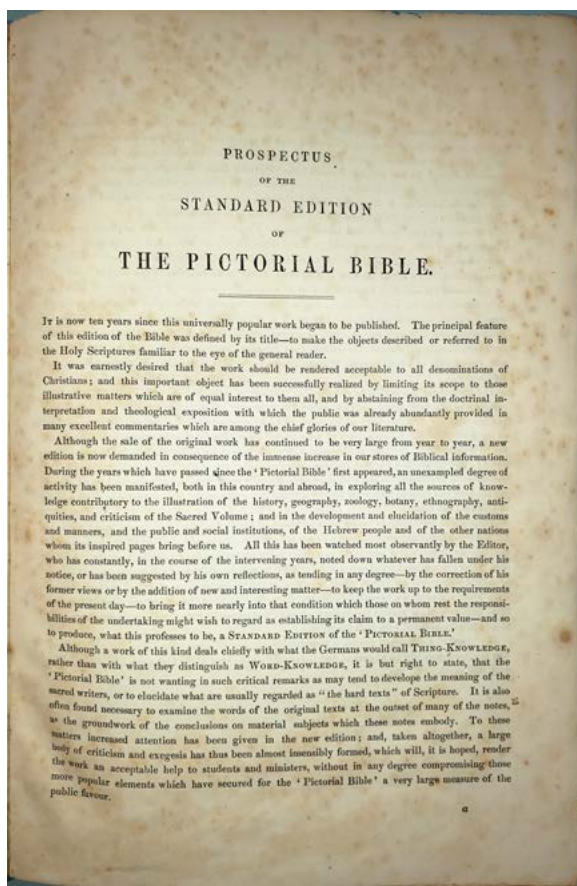 PROSPECTUS
OF THE
STANDARD EDITION
OF
THE PICTORIAL BIBLE.
IT is now ten years since this universally popular work began to be published. The principal feature
of this edition of the Bible was defined by its title—to make the objects described or referred to in
the Holy Scriptures familiar to the eye of the general reader.
It was earnestly desired that the work should be rendered acceptable to all denominations of
Christians; and this important object has been successfully realized by limiting its scope to those
illustrative matters which are of equal interest to them all, and by abstaining from the doctrinal in-
terpretation and theological exposition with which the public was already abundantly provided in
many excellent commentaries which are among the chief glories of our literature.
Although the sale of the original work has continued to be very large from year to year, a new
edition is now demanded in consequence of the immense increase in our stores of Biblical information.
During the years which have passed since the ‘Pictorial Bible’ first appeared, an unexampled degree of
activity has been manifested, both in this country and abroad, in exploring all the sources of know-
ledge contributory to the illustration of the history, geography, zoology, botany, ethnography, anti-
quities, and criticism of the Sacred Volume; and in the development and elucidation of the customs
and manners, and the public and social institutions, of the Hebrew people and of the other nations
whom its inspired pages bring before us. All this has been watched most observantly by the Editor,
who has constantly, in the course of the intervening years, noted down whatever has fallen under his
notice, or has been suggested by his own reflections, as tending in any degree—by the correction of his
former views or by the addition of new and interesting matter—to keep the work up to the requirements
of the present day—to bring it more nearly into that condition which those on whom rest the responsi-
bilities of the undertaking might wish to regard as establishing its claim to a permanent value—and so
to produce, what this professes to be, a STANDARD EDITION of the ‘PICTORIAL BIBLE.’
Although a work of this kind deals chiefly with what the Germans would call THING-KNOWLEDGE,
rather than with what they distinguish as WORD-KNOWLEDGE, it is but right to state, that the
‘Pictorial Bible’ is not wanting in such critical remarks as may tend to develope the meaning of the
sacred writers, or to elucidate what are usually regarded as “the hard texts” of Scripture. It is also
often found necessary to examine the words of the original texts at the outset of many of the notes,
as the groundwork of the conclusions on material subjects which these notes embody. To these
matters increased attention has been given in the new edition; and, taken altogether, a large
body of criticism and exegesis has thus been almost insensibly formed, which will, it is hoped, render
the work an acceptable help to students and ministers, without in any degree compromising those
more popular elements which have secured for the ‘Pictorial Bible’ a very large measure of the
public favour.
a